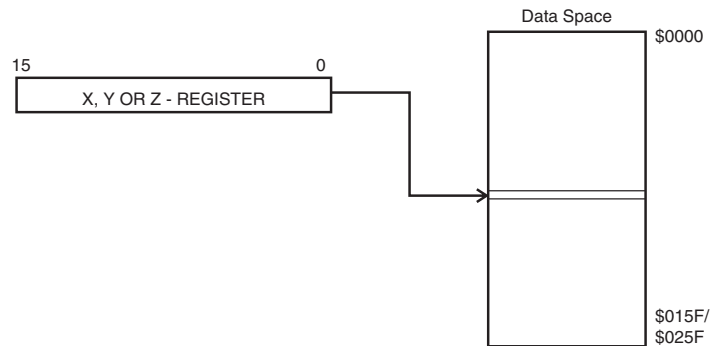 Data Space
$0000
15 0
X, Y OR Z - REGISTER
$015F/
$025F